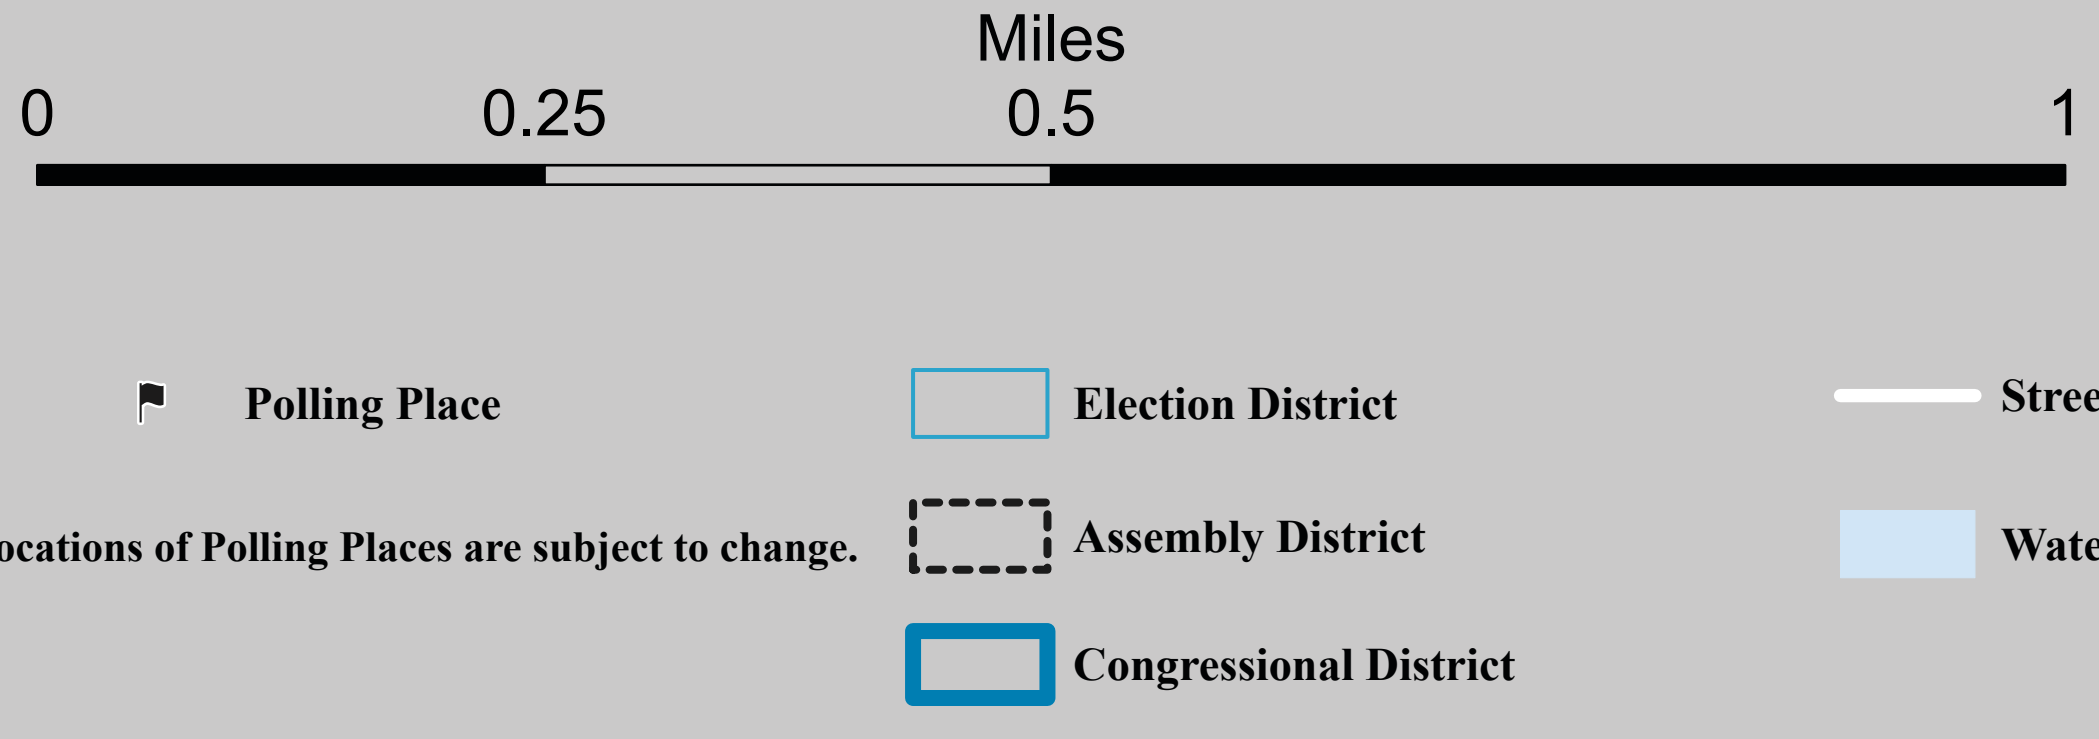 Miles
0 0.25 0.5 1
Polling Place
Election District
Stree
ocations of Polling Places are subject to change.
Assembly District
Wate
Congressional District